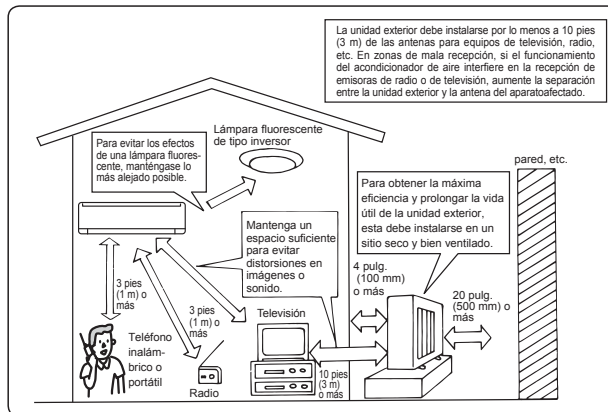 La unidad exterior debe instalarse por lo menos a 10 pies
(3 m) de las antenas para equipos de televisión, radio,
etc. En zonas de mala recepción, si el funcionamiento
del acondicionador de aire interfiere en la recepción de
emisoras de radio o de televisión, aumente la separación
entre la unidad exterior y la antena del aparatoafectado.
Lámpara fluorescente
de tipo inversor
Para evitar los efectos
de una lámpara fluores-
cente, manténgase lo
más alejado posible.
pared, etc.
Para obtener la máxima
eficiencia y prolongar la vida
útil de la unidad exterior,
esta debe instalarse en un
sitio seco y bien ventilado.
Mantenga un
espacio suficiente
para evitar
distorsiones en
imágenes o
sonido.
4 pulg.
(100 mm)
o más
20 pulg.
(500 mm) o
más
3 pies
(1 m) o
más
3 pies
(1 m) o
más
Televisión
Teléfono
inalám-
brico o
portátil
Radio
10 pies
(3 m)
o más